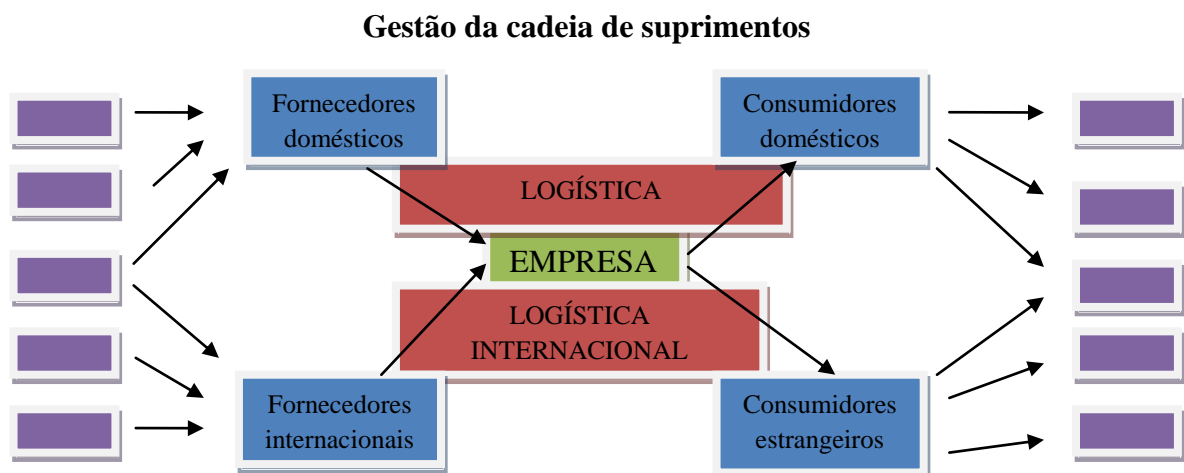 Gestão da cadeia de suprimentos
Fornecedores
domésticos
Consumidores
domésticos
LOGÍSTICA
EMPRESA
LOGÍSTICA
INTERNACIONAL
Fornecedores
internacionais
Consumidores
estrangeiros